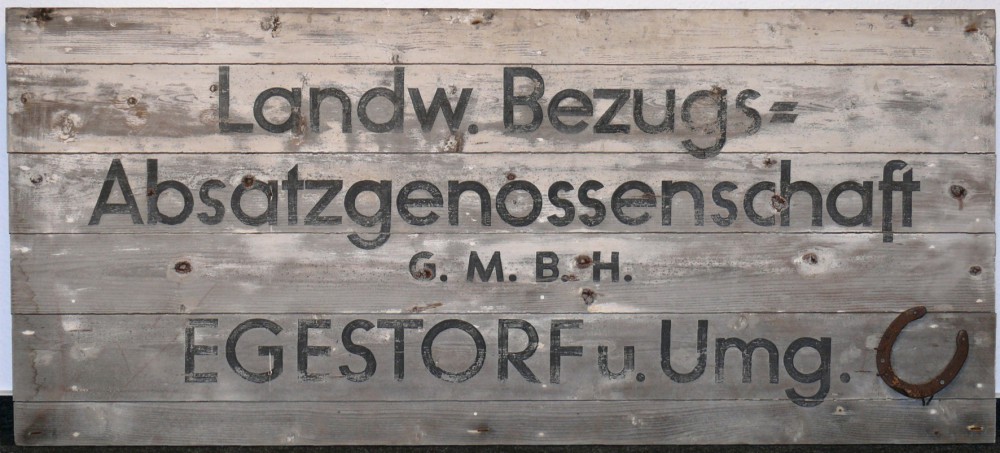 Landw. Bezugs=
Absatzgenossenschaft
G. M. B. H.
EGESTORF u. Umg.